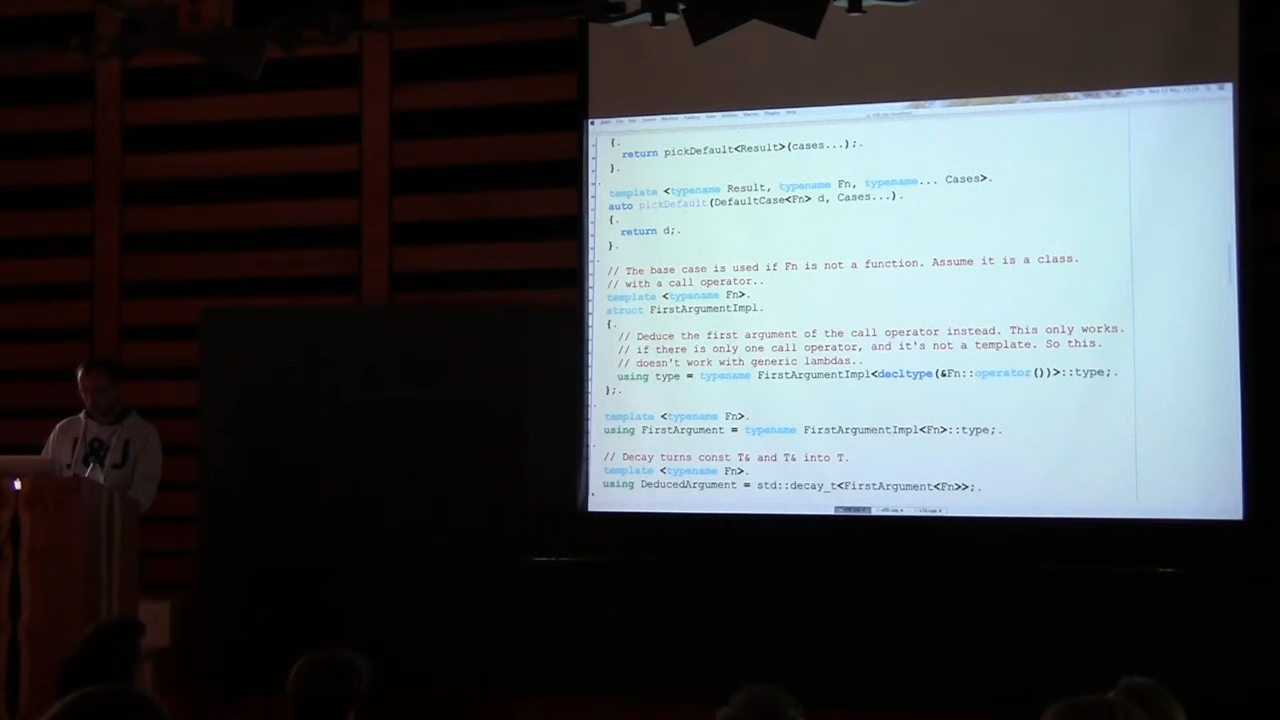 {.
return pickDefault<Result>(cases...);.
}.
template <typename Result, typename Fn, typename... Cases>.
auto pickDefault(DefaultCase<Fn> d, Cases...).
{.
return d;.
}.
// The base case is used if Fn is not a function. Assume it is a class.
// with a call operator..
template <typename Fn>.
struct FirstArgumentImpl.
{.
// Deduce the first argument of the call operator instead. This only works.
// if there is only one call operator, and it's not a template. So this.
// doesn't work with generic lambdas..
using type = typename FirstArgumentImpl<decltype(&Fn::operator())>::type;.
};.
template <typename Fn>.
using FirstArgument = typename FirstArgumentImpl<Fn>::type;.
// Decay turns const T& and T& into T.
template <typename Fn>.
using DeducedArgument = std::decay_t<FirstArgument<Fn>>;.
J&J